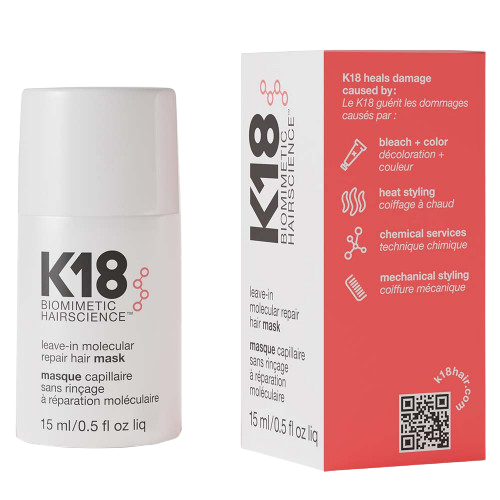 K18
BIOMIMETIC
HAIRSCIENCE™
leave-in molecular
repair hair mask
masque capillaire
sans rinçage
à réparation moléculaire
15 ml/0.5 fl oz liq
K18
BIOMIMETIC
HAIRSCIENCE™
leave-in
molecular repair
hair mask
masque capillaire
sans rinçage
à réparation
moléculaire
15 ml/0.5 fl oz liq
K18 heals damage
caused by:
Le K18 guérit les dommages
causés par :
bleach + color
décoloration +
couleur
heat styling
coiffage à chaud
chemical services
technique chimique
mechanical styling
coiffure mécanique
k18hair.com